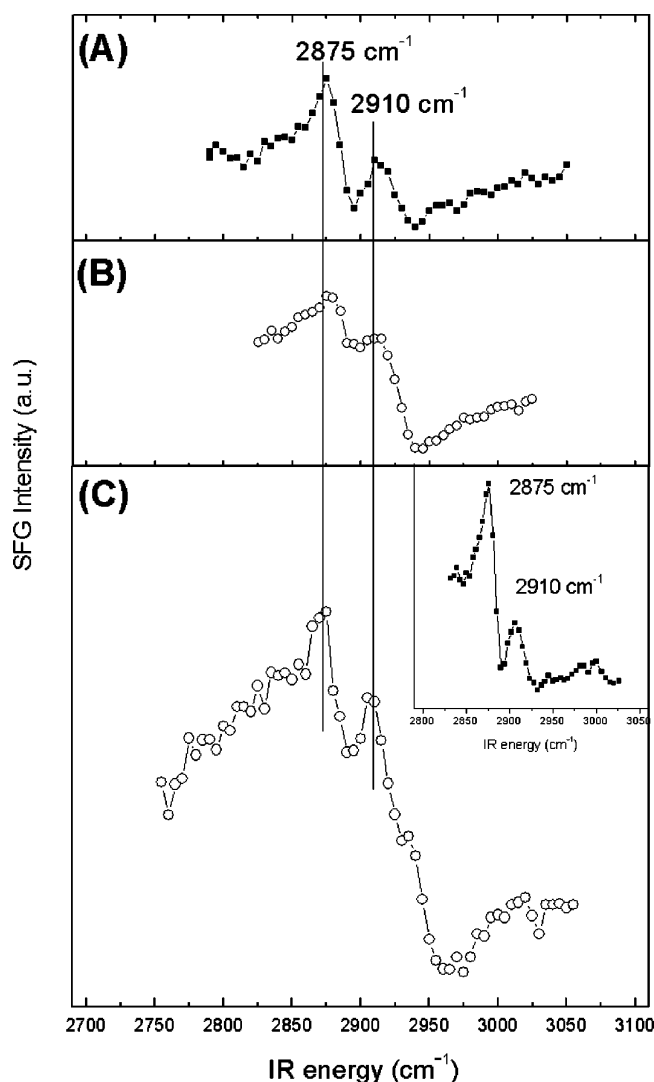 (A)
2875 cm⁻¹
2910 cm⁻¹
(B)
SFG Intensity (a.u.)
(C)
2875 cm⁻¹
2910 cm⁻¹
2800 2850 2900 2950 3000 3050
IR energy (cm⁻¹)
2700 2750 2800 2850 2900 2950 3000 3050 3100
IR energy (cm⁻¹)